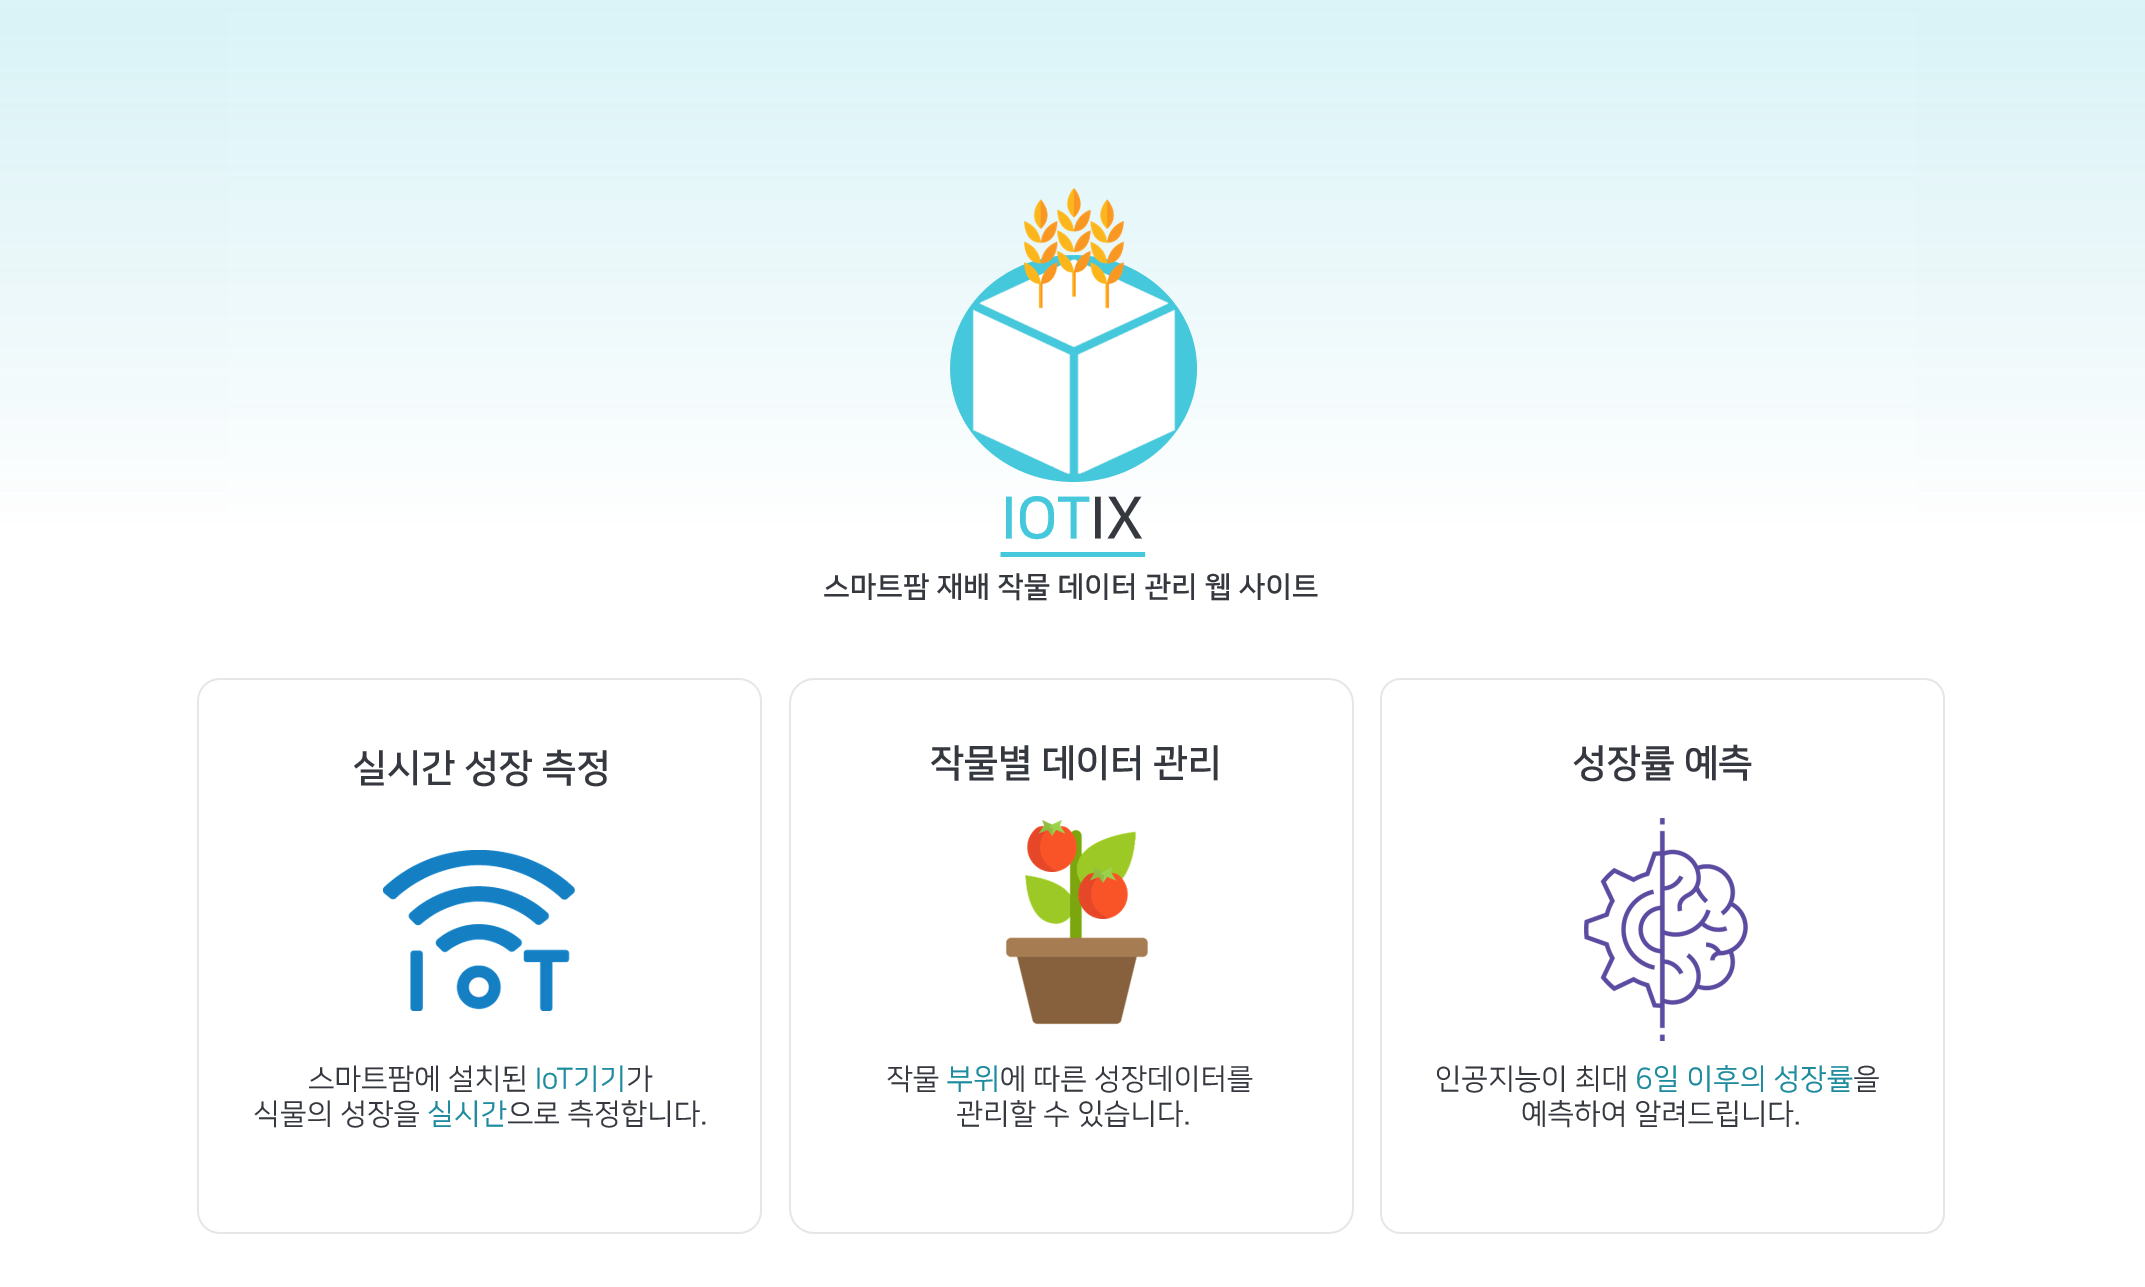 IOTIX
스마트팜 재배 작물 데이터 관리 웹 사이트
실시간 성장 측정
IoT
스마트팜에 설치된 IoT기기가
식물의 성장을 실시간으로 측정합니다.
작물별 데이터 관리
작물 부위에 따른 성장데이터를
관리할 수 있습니다.
성장률 예측
인공지능이 최대 6일 이후의 성장률을
예측하여 알려드립니다.